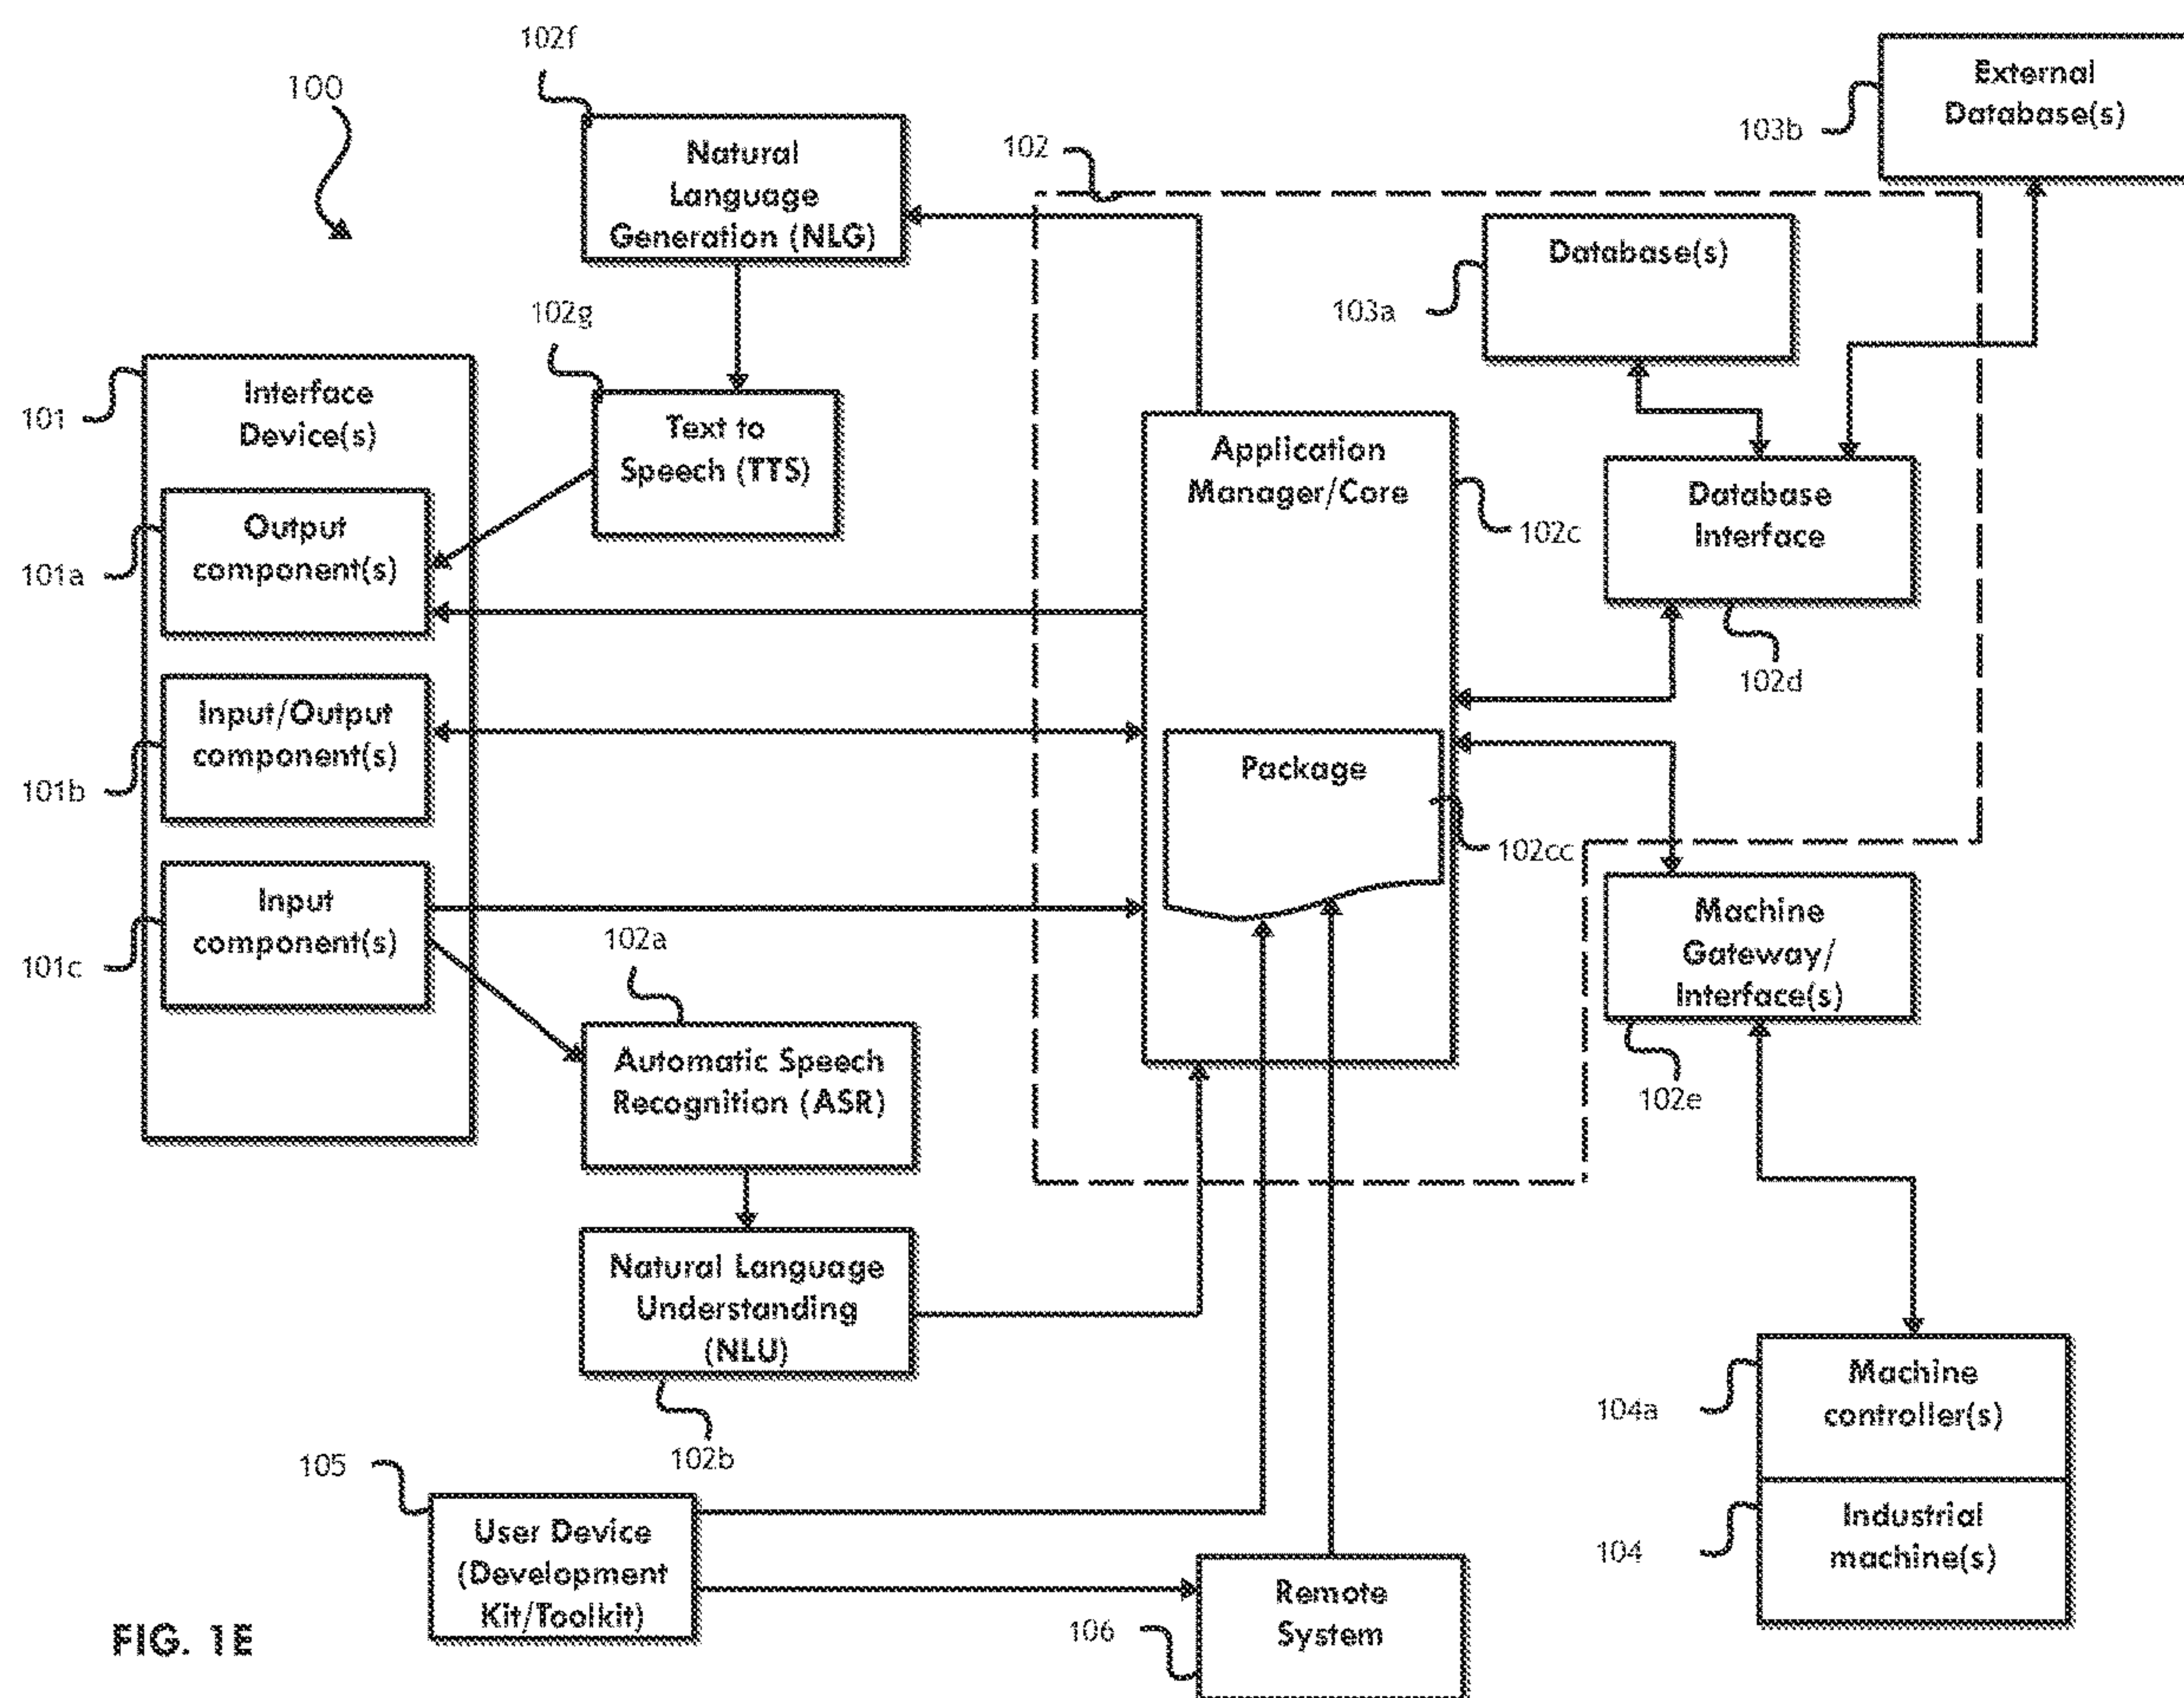 102f
100
External
Database(s)
103b
102
Natural
Language
Generation (NLG)
Database(s)
103a
102g
101
Interface
Device(s)
Text to
Speech (TTS)
Application
Manager/Core
102c
Database
Interface
102d
Output
component(s)
101a
Input/Output
component(s)
101b
Package
102cc
Input
component(s)
101c
102a
Machine
Gateway/
Interface(s)
102e
Automatic Speech
Recognition (ASR)
Natural Language
Understanding
(NLU)
102b
104a
Machine
controller(s)
105
User Device
(Development
Kit/Toolkit)
104
Industrial
machine(s)
106
Remote
System
FIG. 1E